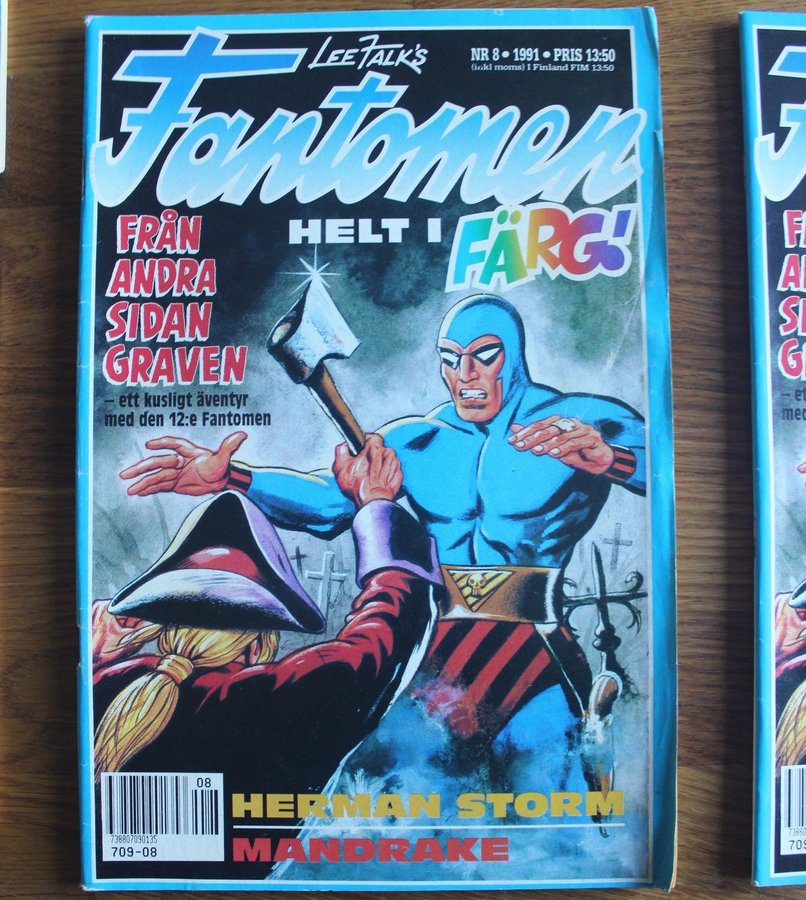 LEE FALK'S
NR 8 • 1991 • PRIS 13:50
(inkl moms) I Finland FIM 13:50
Fantomen
HELT I FÄRG!
FRÅN
ANDRA
SIDAN
GRAVEN
– ett kusligt äventyr
med den 12:e Fantomen
08
738807090135
709-08
HERMAN STORM
MANDRAKE